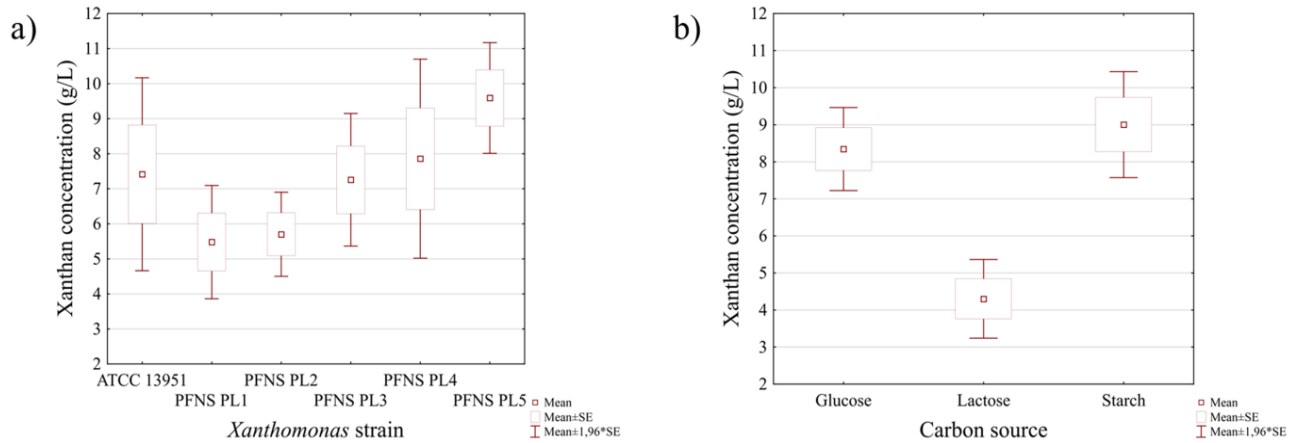 a)
Xanthan concentration (g/L)
12
11
10
9
8
7
6
5
4
3
2
ATCC 13951 PFNS PL2 PFNS PL4
PFNS PL1 PFNS PL3 PFNS PL5
Xanthomonas strain
Mean
Mean±SE
Mean±1,96*SE
b)
Xanthan concentration (g/L)
12
11
10
9
8
7
6
5
4
3
2
Glucose Lactose Starch
Carbon source
Mean
Mean±SE
Mean±1,96*SE